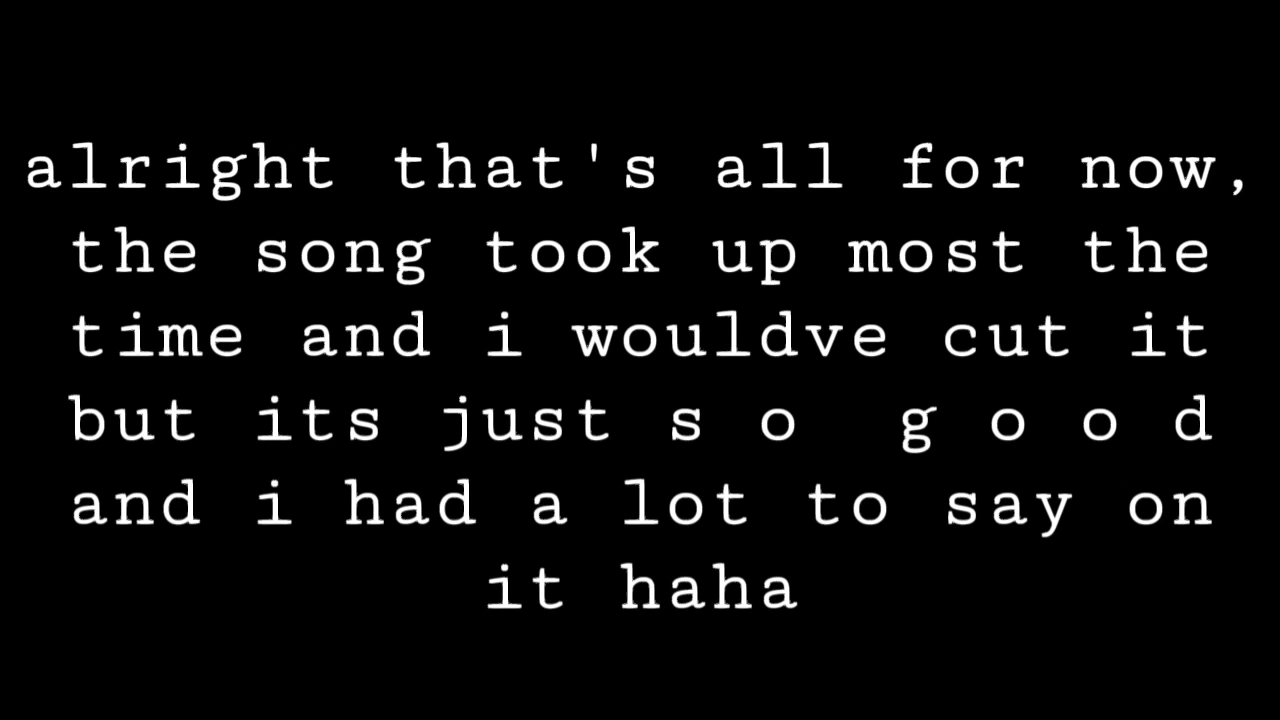 alright that's all for now,
the song took up most the
time and i wouldve cut it
but its just s o  g o o d
and i had a lot to say on
it haha